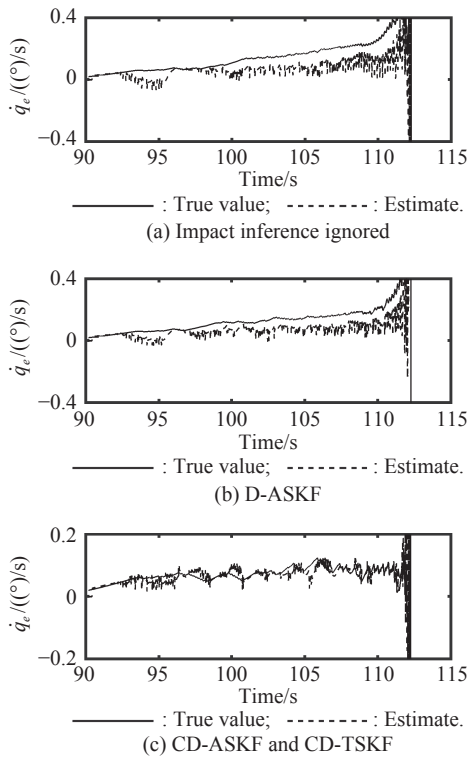 0.4
0
−0.4
q̇e/((°)/s)
90 95 100 105 110 115
Time/s
: True value; : Estimate.
(a) Impact inference ignored
0.4
0
−0.4
q̇e/((°)/s)
90 95 100 105 110 115
Time/s
: True value; : Estimate.
(b) D-ASKF
0.2
0
−0.2
q̇e/((°)/s)
90 95 100 105 110 115
Time/s
: True value; : Estimate.
(c) CD-ASKF and CD-TSKF